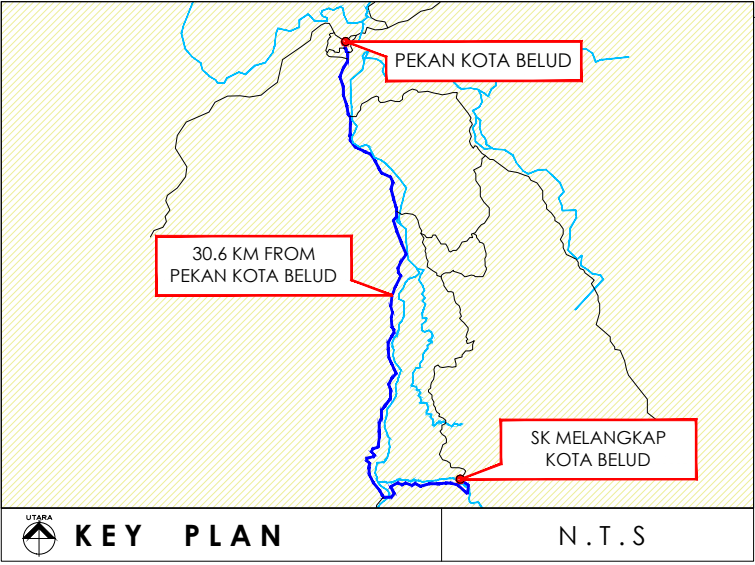 PEKAN KOTA BELUD
30.6 KM FROM
PEKAN KOTA BELUD
SK MELANGKAP
KOTA BELUD
UTARA
KEY PLAN
N.T.S